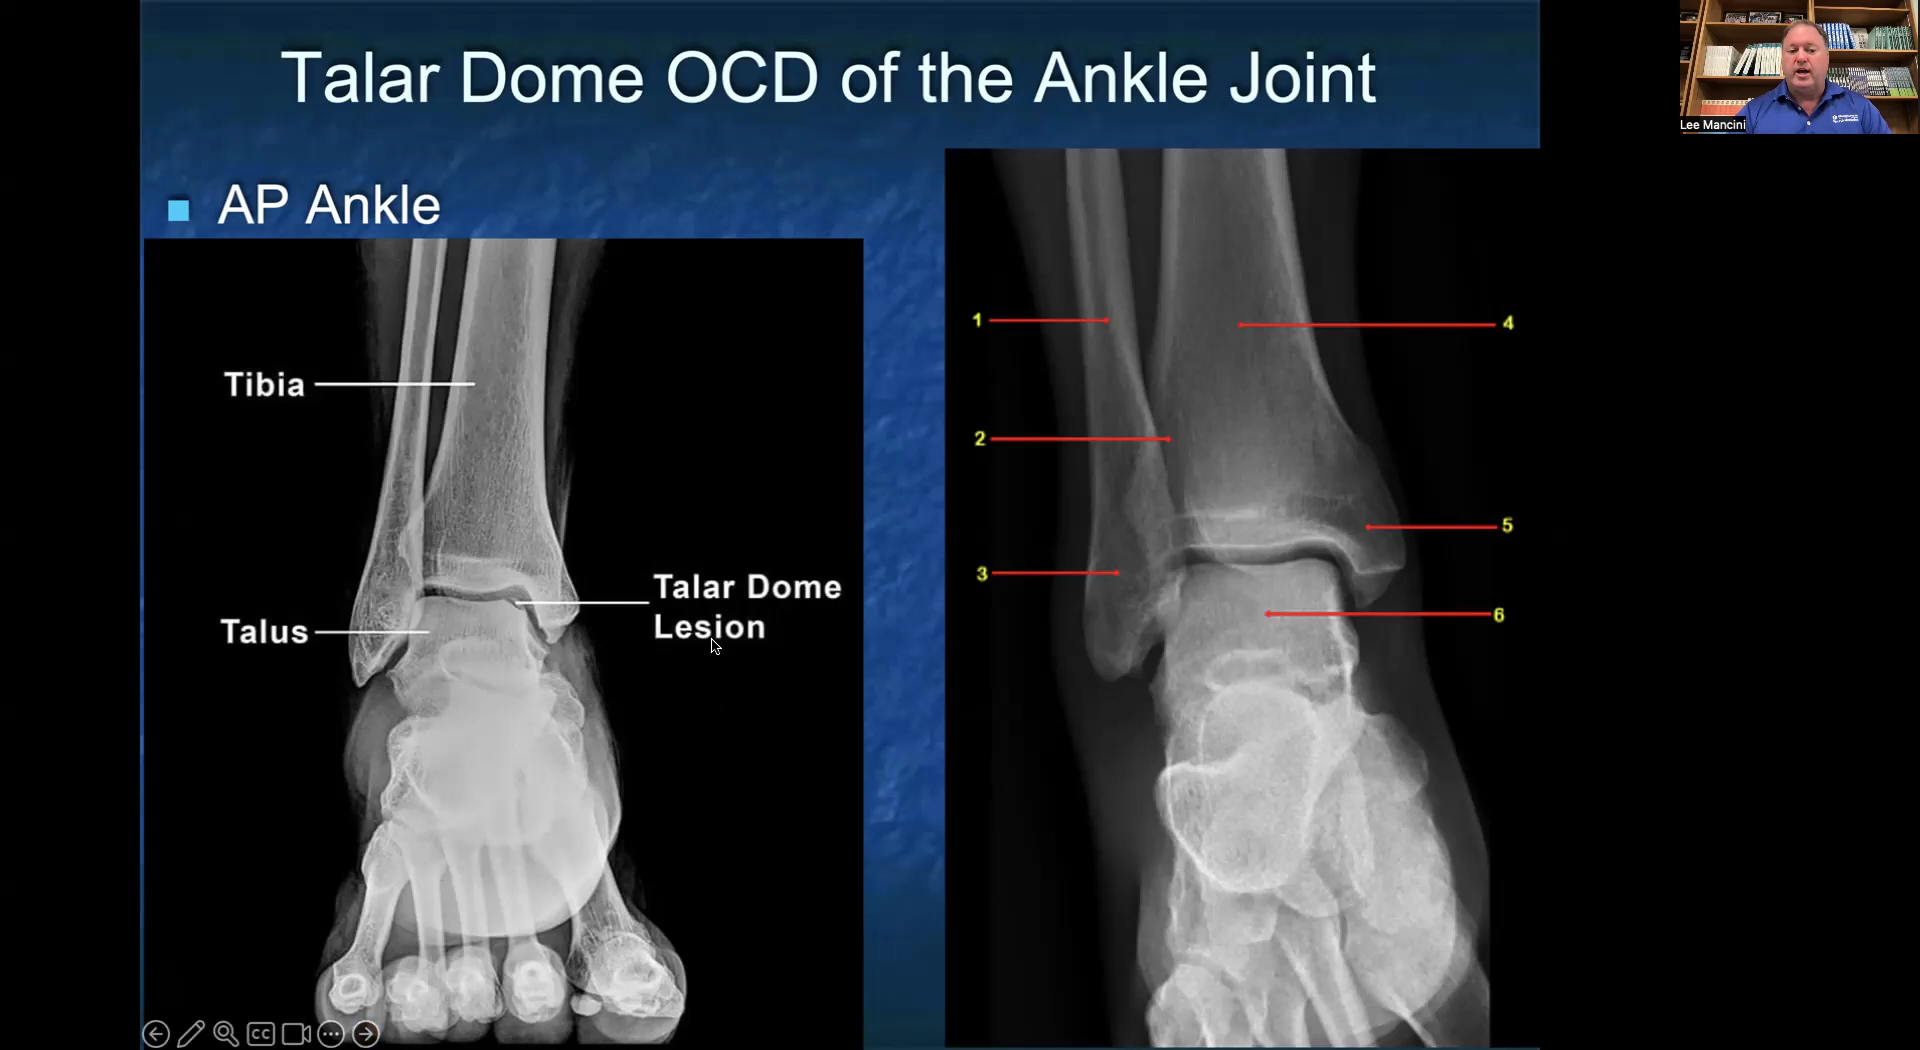 Talar Dome OCD of the Ankle Joint
Lee Mancini
AP Ankle
Tibia
Talar Dome
Lesion
Talus
1
2
3
4
5
6
CC